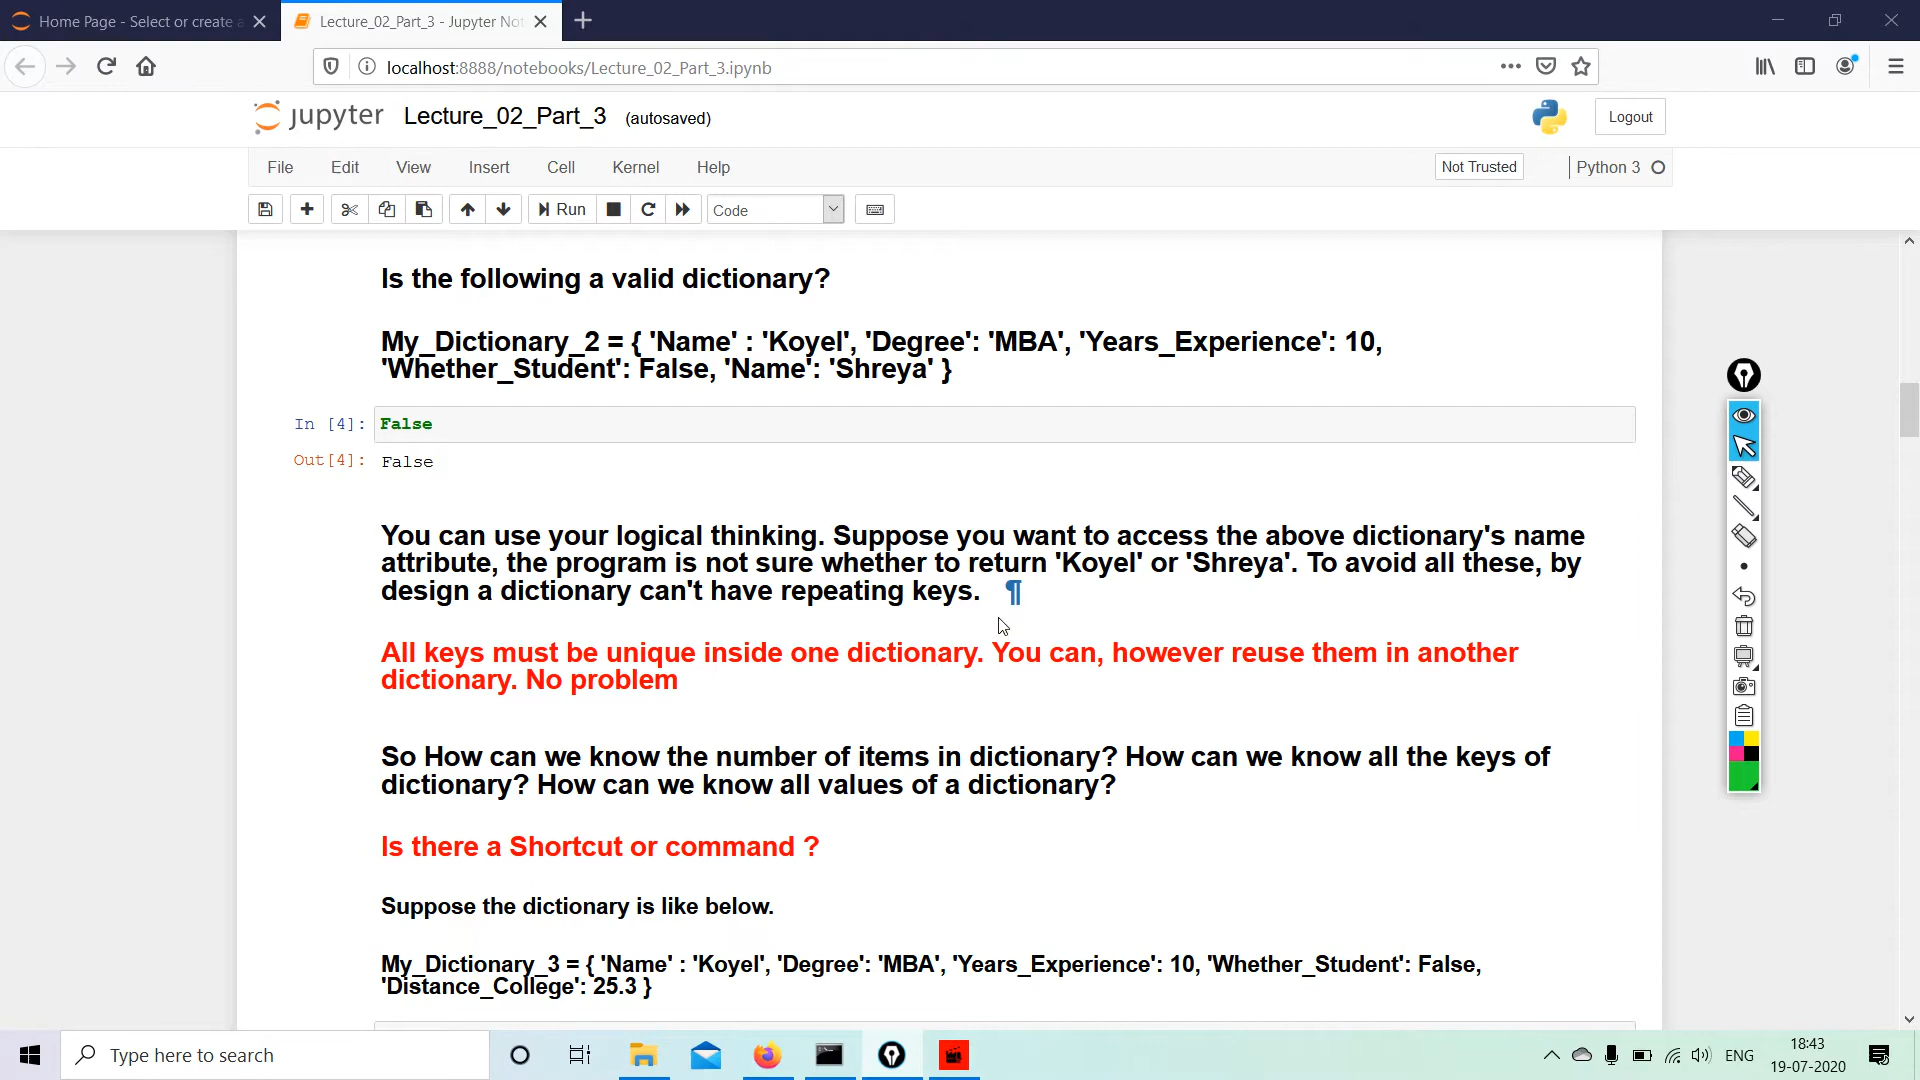 Home Page - Select or create a
Lecture_02_Part_3 - Jupyter Not
localhost:8888/notebooks/Lecture_02_Part_3.ipynb
jupyter Lecture_02_Part_3 (autosaved)
Logout
File Edit View Insert Cell Kernel Help
Not Trusted
Python 3
Run
Code
Is the following a valid dictionary?
My_Dictionary_2 = { 'Name' : 'Koyel', 'Degree': 'MBA', 'Years_Experience': 10,
'Whether_Student': False, 'Name': 'Shreya' }
In [4]: False
Out[4]: False
You can use your logical thinking. Suppose you want to access the above dictionary's name
attribute, the program is not sure whether to return 'Koyel' or 'Shreya'. To avoid all these, by
design a dictionary can't have repeating keys. ¶
All keys must be unique inside one dictionary. You can, however reuse them in another
dictionary. No problem
So How can we know the number of items in dictionary? How can we know all the keys of
dictionary? How can we know all values of a dictionary?
Is there a Shortcut or command ?
Suppose the dictionary is like below.
My_Dictionary_3 = { 'Name' : 'Koyel', 'Degree': 'MBA', 'Years_Experience': 10, 'Whether_Student': False,
'Distance_College': 25.3 }
Type here to search
ENG
18:43
19-07-2020